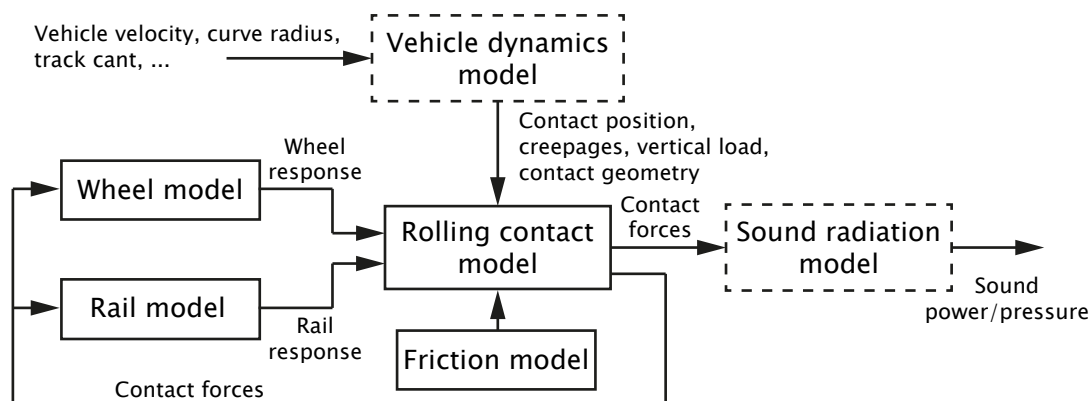 Vehicle velocity, curve radius,
track cant, ...
Vehicle dynamics
model
Contact position,
creepages, vertical load,
contact geometry
Wheel
response
Wheel model
Rolling contact
model
Contact
forces
Sound radiation
model
Sound
power/pressure
Rail model
Rail
response
Friction model
Contact forces